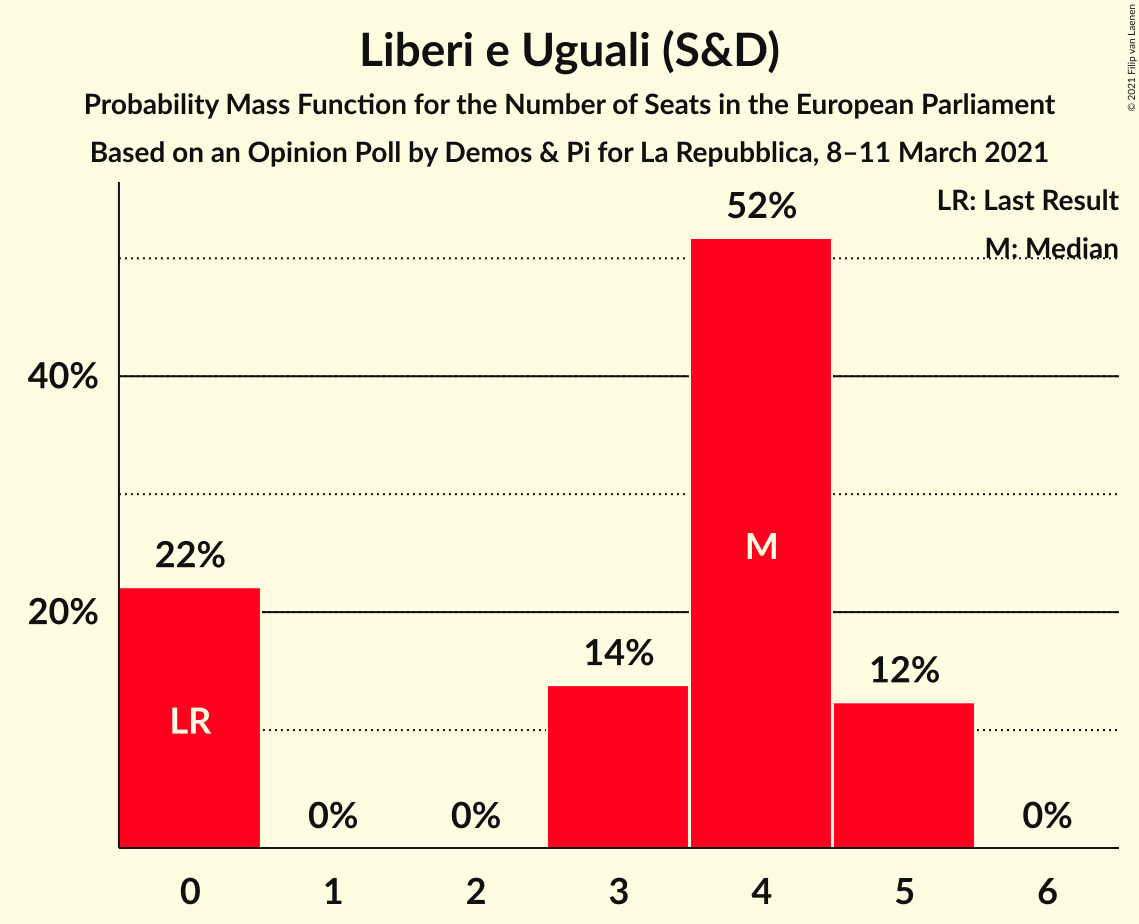 Liberi e Uguali (S&D)
Probability Mass Function for the Number of Seats in the European Parliament
Based on an Opinion Poll by Demos & Pi for La Repubblica, 8–11 March 2021
© 2021 Filip van Laenen
LR: Last Result
M: Median
52%
40%
22%
M
20%
14%
12%
LR
0%
0%
0%
0
1
2
3
4
5
6